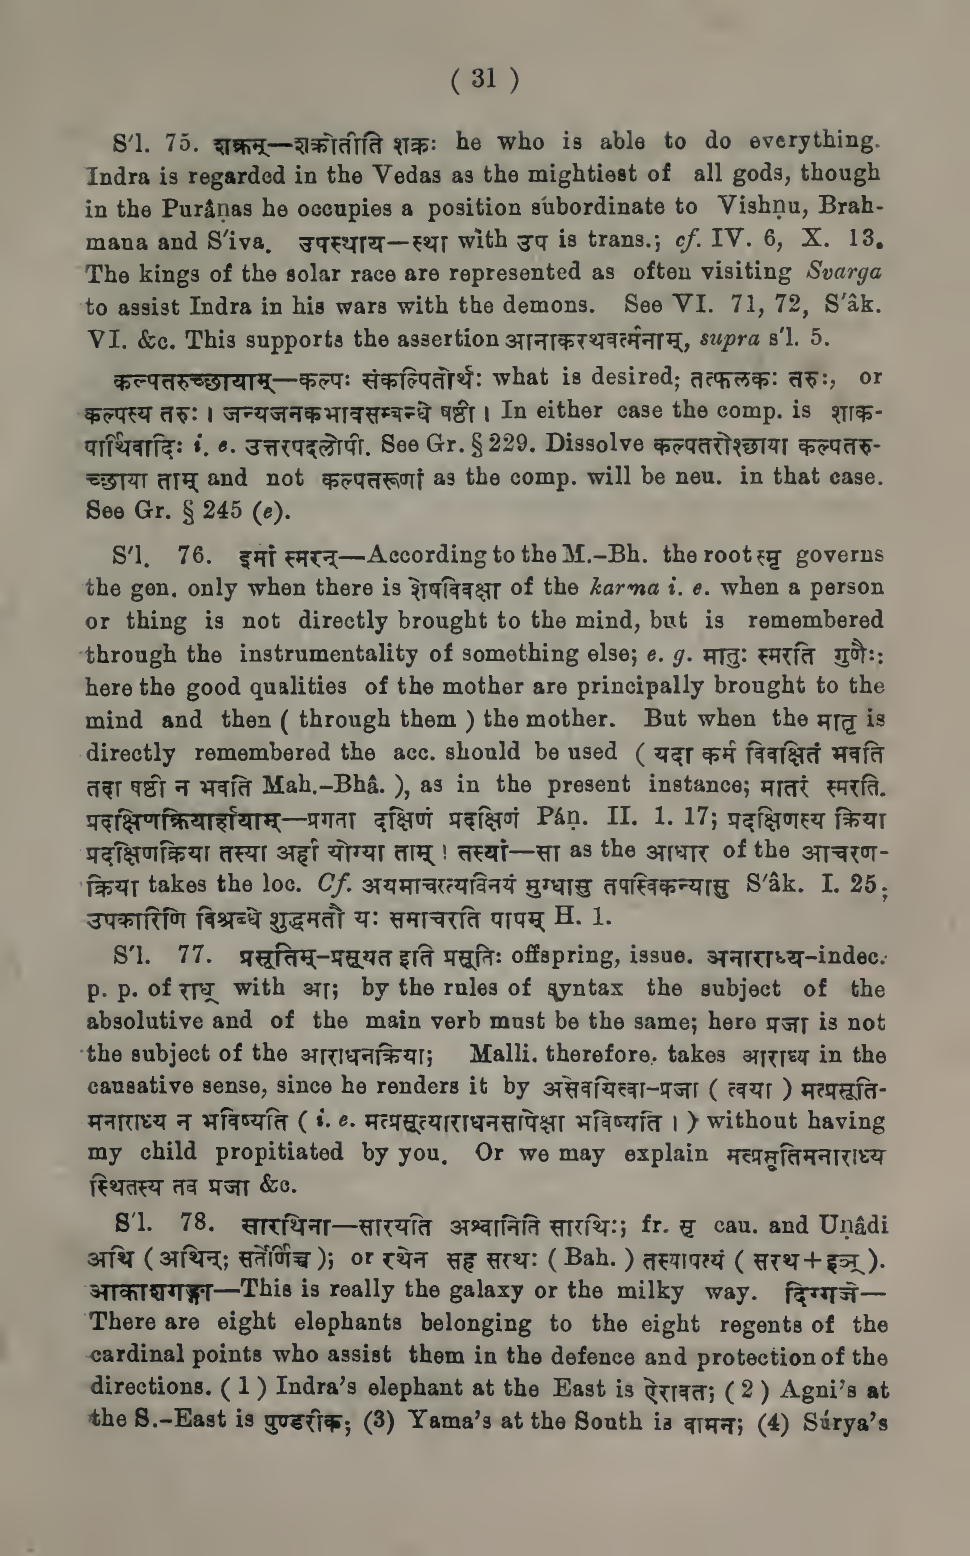 ( 31 )
S'l. 75. शक्रम्—शक्नोतीति शक्रः he who is able to do everything.
Indra is regarded in the Vedas as the mightiest of all gods, though
in the Purâṇas he occupies a position subordinate to Vishṇu, Brah-
mana and S'iva. उपस्थाय—स्था with उप is trans.; cf. IV. 6, X. 13.
The kings of the solar race are represented as often visiting Svarga
to assist Indra in his wars with the demons. See VI. 71, 72, S'âk.
VI. &c. This supports the assertion आनाकरथवर्त्मनाम्, supra s'l. 5.
कल्पतरुच्छायाम्—कल्पः संकल्पितोर्थः what is desired; तत्फलकः तरुः, or
कल्पस्य तरुः । जन्यजनकभावसम्बन्धे षष्ठी । In either case the comp. is शाक-
पार्थिवादिः i. e. उत्तरपदलोपी. See Gr. § 229. Dissolve कल्पतरोश्छाया कल्पतरु-
च्छाया ताम् and not कल्पतरूणां as the comp. will be neu. in that case.
See Gr. § 245 (e).
S'l. 76. इमां स्मरन्—According to the M.-Bh. the root स्मृ governs
the gen. only when there is शेषविवक्षा of the karma i. e. when a person
or thing is not directly brought to the mind, but is remembered
through the instrumentality of something else; e. g. मातुः स्मरति गुणैः:
here the good qualities of the mother are principally brought to the
mind and then ( through them ) the mother. But when the मातृ is
directly remembered the acc. should be used ( यदा कर्म विवक्षितं भवति
तदा षष्ठी न भवति Mah.-Bhâ. ), as in the present instance; मातरं स्मरति.
प्रदक्षिणक्रियार्हायाम्—प्रगता दक्षिणं प्रदक्षिणं Páṇ. II. 1. 17; प्रदक्षिणस्य क्रिया
प्रदक्षिणक्रिया तस्या अर्हा योग्या ताम् ! तस्यां—सा as the आधार of the आचरण-
क्रिया takes the loc. Cf. अयमाचरत्यविनयं मुग्धासु तपस्विकन्यासु S'âk. I. 25;
उपकारिणि विश्रब्धे शुद्धमतौ यः समाचरति पापम् H. 1.
S'l. 77. प्रसूतिम्–प्रसूयत इति प्रसूतिः offspring, issue. अनाराध्य–indec.
p. p. of राध् with आ; by the rules of syntax the subject of the
absolutive and of the main verb must be the same; here प्रजा is not
the subject of the आराधनक्रिया; Malli. therefore. takes आराध्य in the
causative sense, since he renders it by असेवयित्वा–प्रजा ( त्वया ) मत्प्रसूति-
मनाराध्य न भविष्यति ( i. e. मत्प्रसूत्याराधनसापेक्षा भविष्यति । ) without having
my child propitiated by you. Or we may explain मत्प्रसूतिमनाराध्य
स्थितस्य तव प्रजा &c.
S'l. 78. सारथिना—सारयति अश्वानिति सारथिः; fr. सृ cau. and Uṇâdi
अथि ( अथिन्; सर्तेर्णिच्च ); or रथेन सह सरथः ( Bah. ) तस्यापत्यं ( सरथ+इञ् ).
आकाशगङ्गा—This is really the galaxy or the milky way. दिग्गजे—
There are eight elephants belonging to the eight regents of the
cardinal points who assist them in the defence and protection of the
directions. ( 1 ) Indra's elephant at the East is ऐरावत; ( 2 ) Agni's at
the S.-East is पुण्डरीक; (3) Yama's at the South is वामन; (4) Súrya's